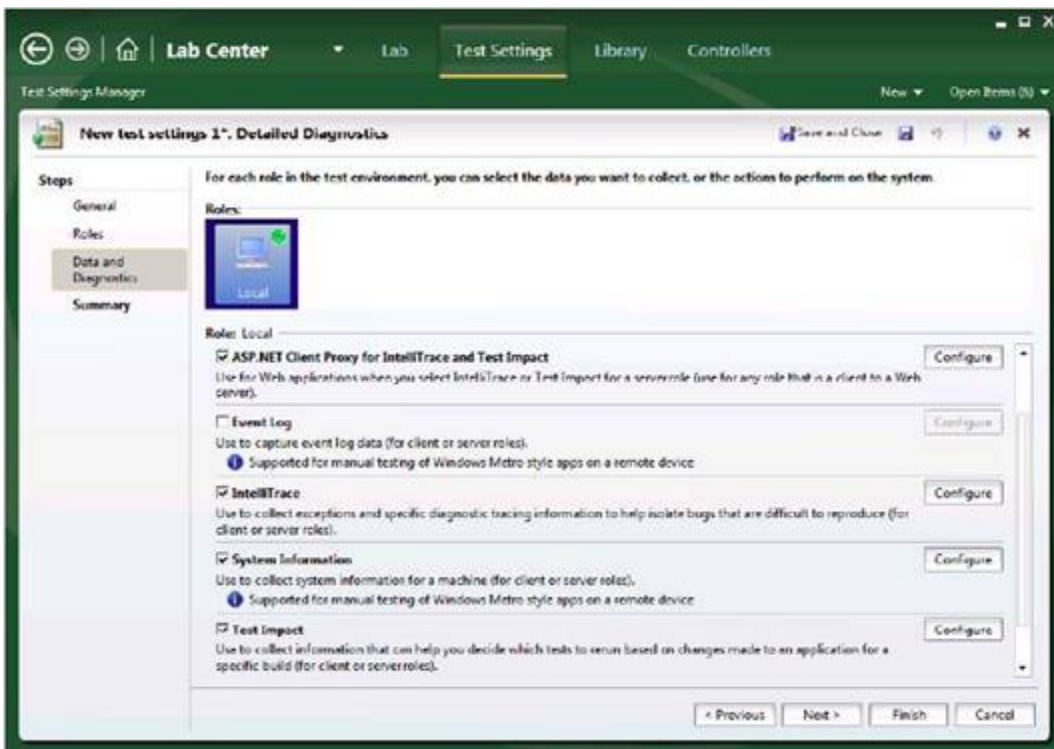 Lab Center
Lab
Test Settings
Library
Controllers
Test Settings Manager
New
Open Items (5)
New test settings 1*. Detailed Diagnostics
Save and Close
Steps
General
Roles
Data and
Diagnostics
Summary
For each role in the test environment, you can select the data you want to collect, or the actions to perform on the system
Roles:
Local
Role: Local
ASP.NET Client Proxy for IntelliTrace and Test Impact
Configure
Use for Web applications when you select IntelliTrace or Test Impact for a server role (use for any role that is a client to a Web
server).
Event Log
Configure
Use to capture event log data (for client or server roles).
Supported for manual testing of Windows Metro style apps on a remote device
IntelliTrace
Configure
Use to collect exceptions and specific diagnostic tracing information to help isolate bugs that are difficult to reproduce (for
client or server roles).
System Information
Configure
Use to collect system information for a machine (for client or server roles).
Supported for manual testing of Windows Metro style apps on a remote device
Test Impact
Configure
Use to collect information that can help you decide which tests to rerun based on changes made to an application for a
specific build (for client or server roles).
< Previous
Next >
Finish
Cancel